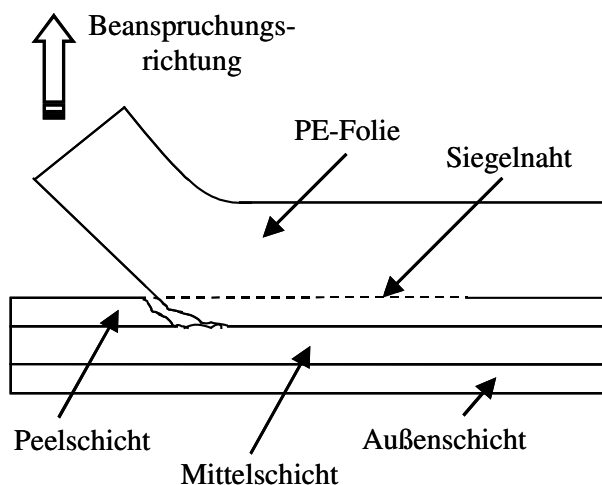 Beanspruchungs-
richtung
PE-Folie
Siegelnaht
Peelschicht
Außenschicht
Mittelschicht